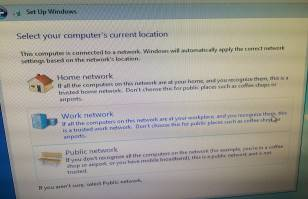 Set Up Windows
Select your computer's current location
This computer is connected to a network. Windows will automatically apply the correct network
settings based on the network's location.
Home network
If all the computers on this network are at your home, and you recognize them, this is a
trusted home network. Don't choose this for public places such as coffee shops or
airports.
Work network
If all the computers on this network are at your workplace, and you recognize them, this
is a trusted work network. Don't choose this for public places such as coffee shops or
airports.
Public network
If you don't recognize all the computers on the network (for example, you're in a coffee
shop or airport, or you have mobile broadband), this is a public network and is not
trusted.
If you aren't sure, select Public network.